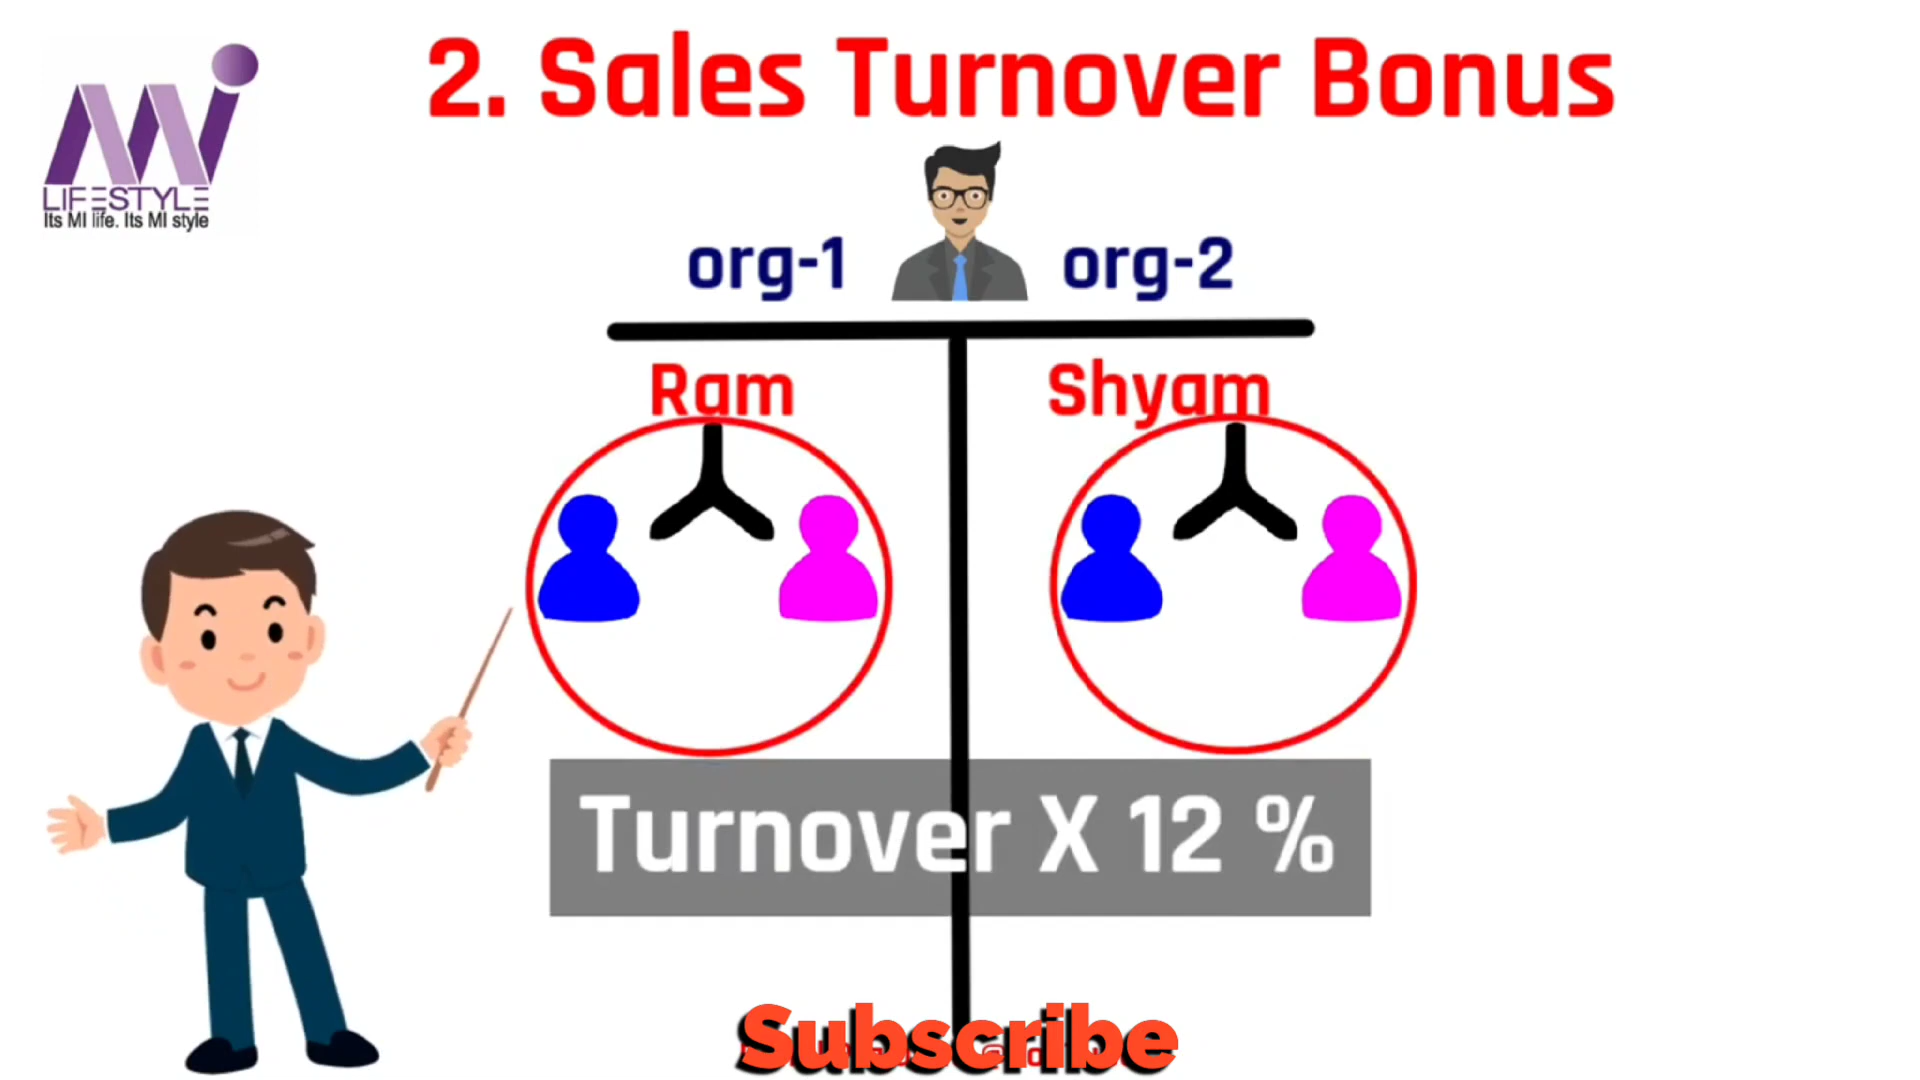 2. Sales Turnover Bonus
LIFESTYLE
Its MI life. Its MI style
org-1
org-2
Ram
Shyam
Turnover X 12 %
Subscribe